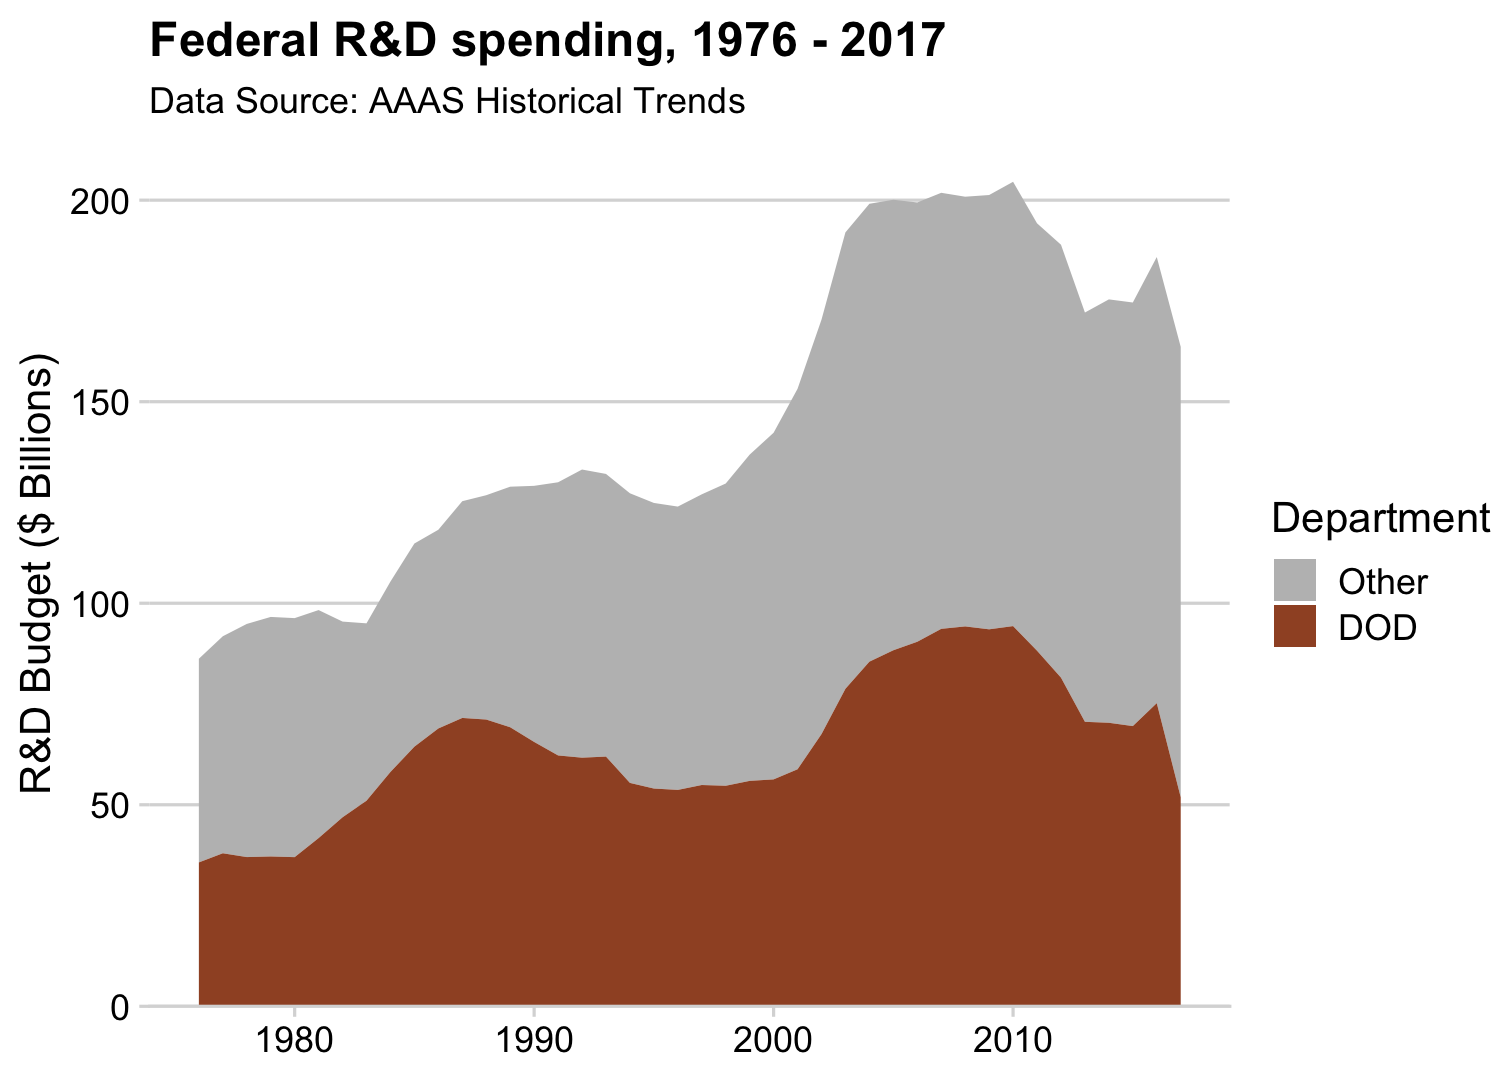 Federal R&D spending, 1976 - 2017
Data Source: AAAS Historical Trends
R&D Budget ($ Billions)
200
150
100
50
0
1980
1990
2000
2010
Department
Other
DOD